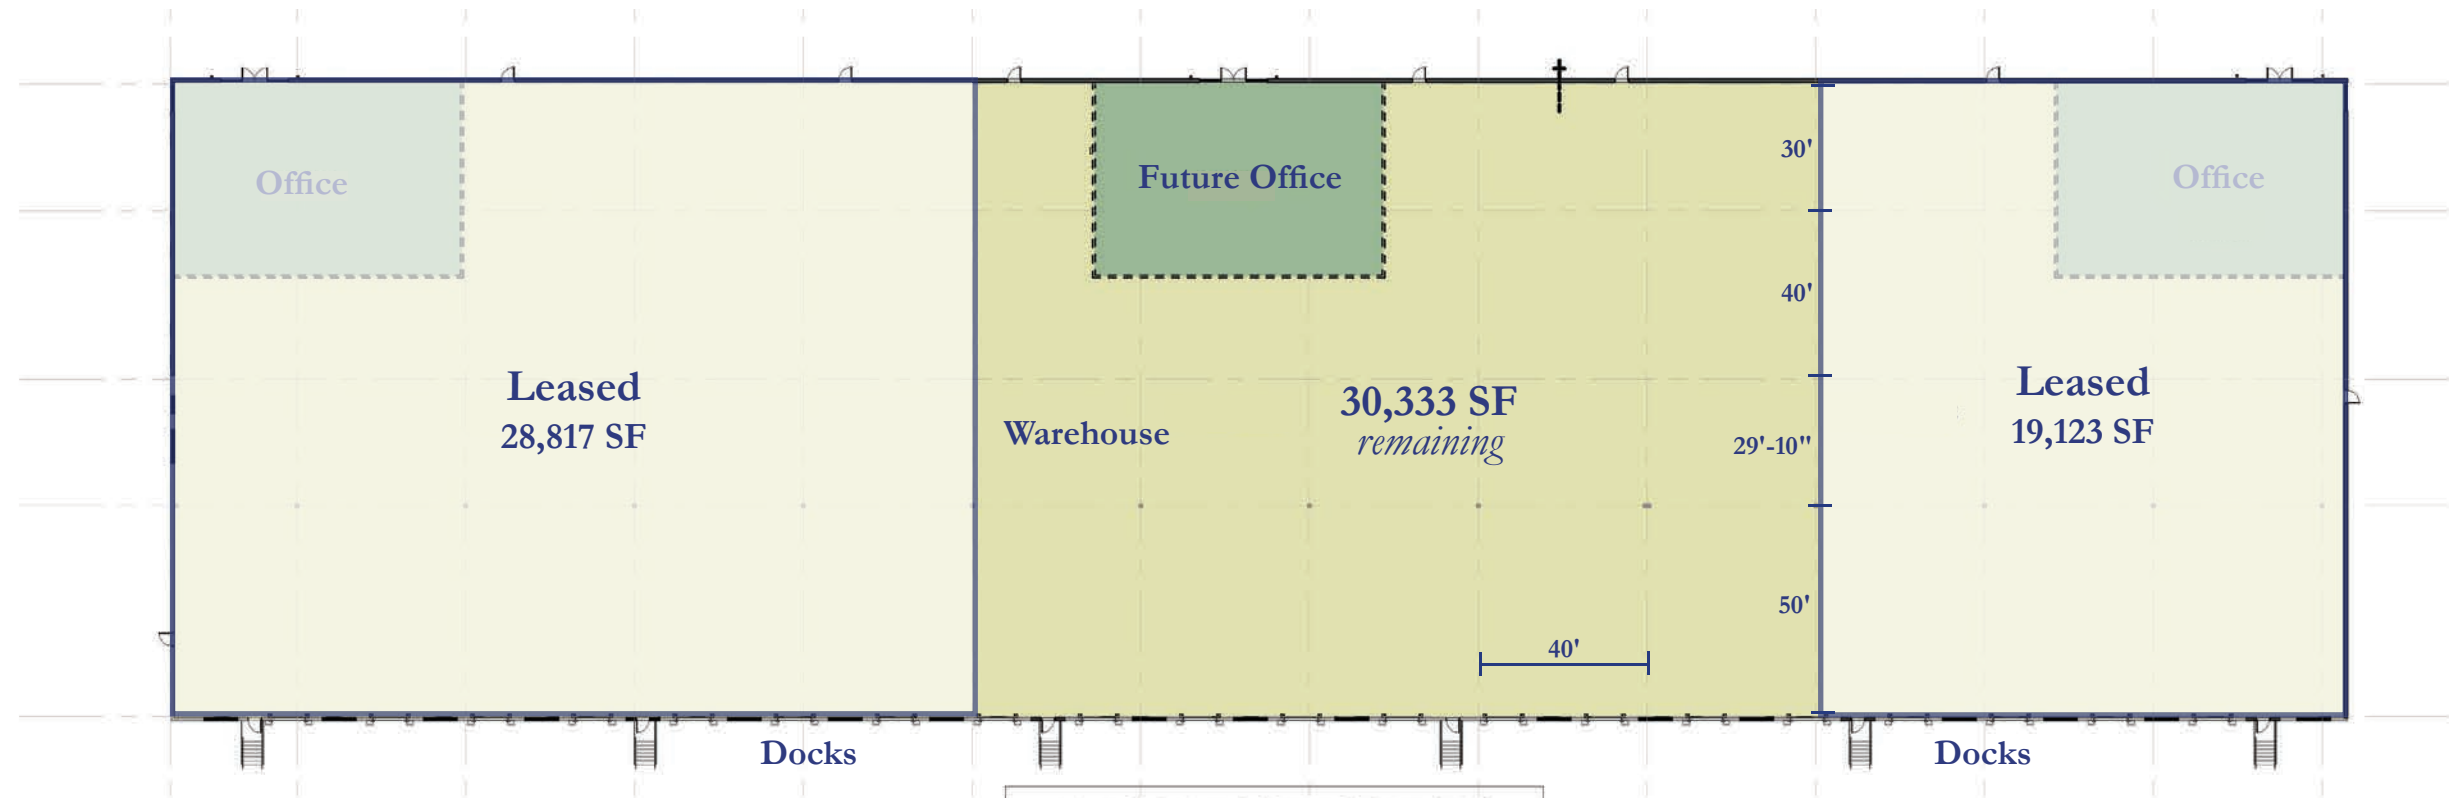 Office
Leased
28,817 SF
Docks
Future Office
Warehouse
30,333 SF
remaining
30'
40'
29'-10"
50'
40'
Office
Leased
19,123 SF
Docks